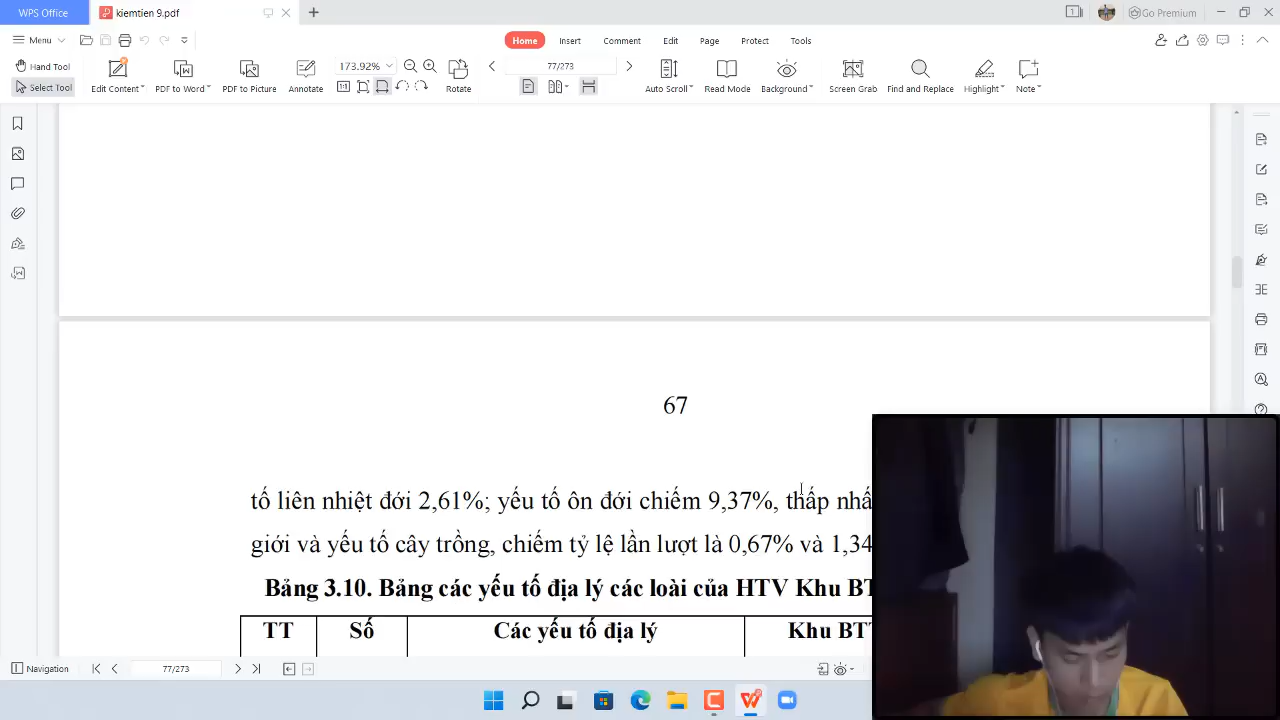 WPS Office
kiemtien 9.pdf
Go Premium
Menu
Home
Insert
Comment
Edit
Page
Protect
Tools
Hand Tool
Select Tool
Edit Content
PDF to Word
PDF to Picture
Annotate
173.92%
Rotate
77/273
Auto Scroll
Read Mode
Background
Screen Grab
Find and Replace
Highlight
Note
67
tố liên nhiệt đới 2,61%; yếu tố ôn đới chiếm 9,37%, thấp
giới và yếu tố cây trồng, chiếm tỷ lệ lần lượt là 0,67% và 1,34
Bảng 3.10. Bảng các yếu tố địa lý các loài của HTV Khu
TT
Số
Các yếu tố địa lý
Khu
Navigation
77/273